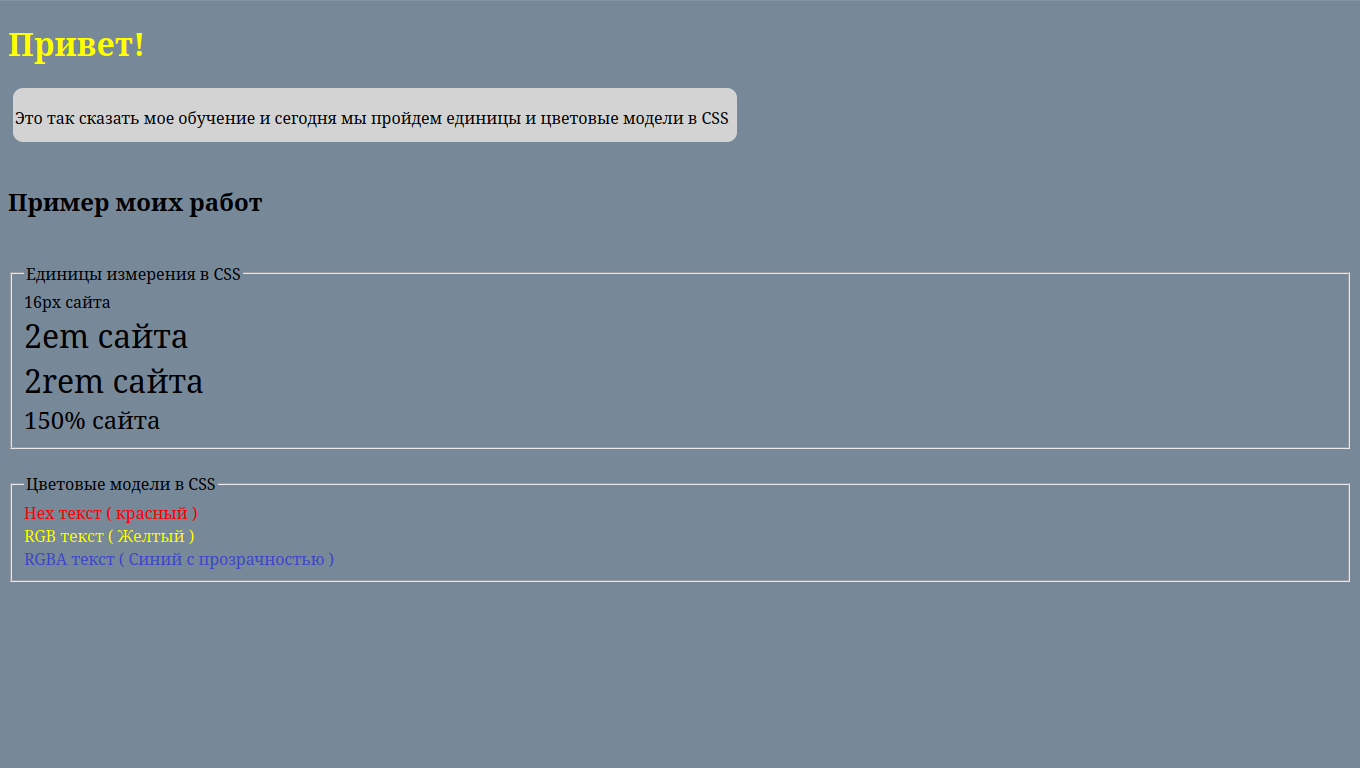 Привет!
Это так сказать мое обучение и сегодня мы пройдем единицы и цветовые модели в CSS
Пример моих работ
Единицы измерения в CSS
16px сайта
2em сайта
2rem сайта
150% сайта
Цветовые модели в CSS
Hex текст ( красный )
RGB текст ( Желтый )
RGBA текст ( Синий с прозрачностью )